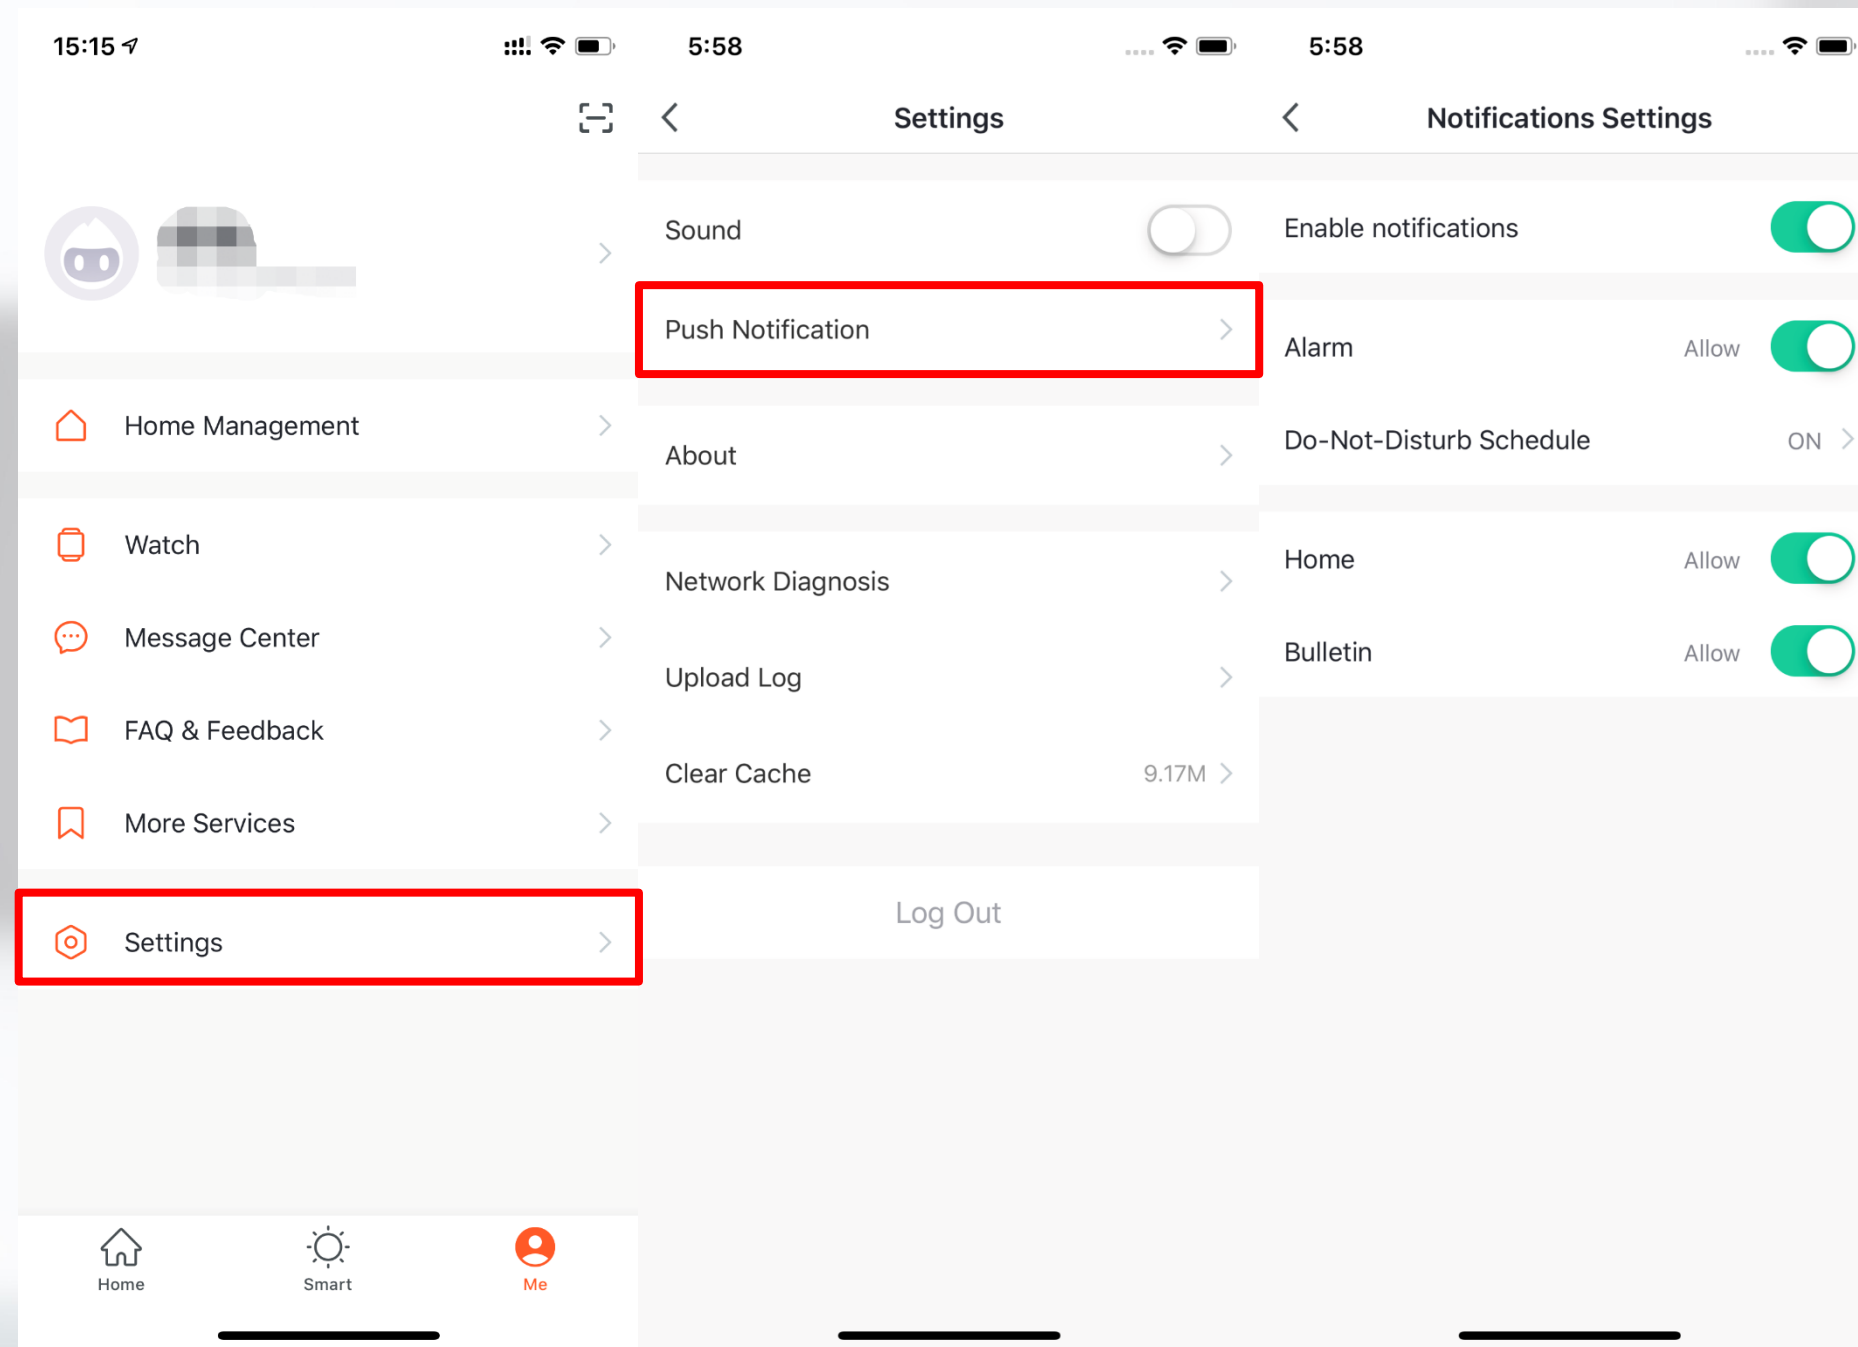 15:15
Home Management
Watch
Message Center
FAQ & Feedback
More Services
Settings
Home
Smart
Me
5:58
Settings
Sound
Push Notification
About
Network Diagnosis
Upload Log
Clear Cache 9.17M
Log Out
5:58
Notifications Settings
Enable notifications
Alarm Allow
Do-Not-Disturb Schedule ON
Home Allow
Bulletin Allow